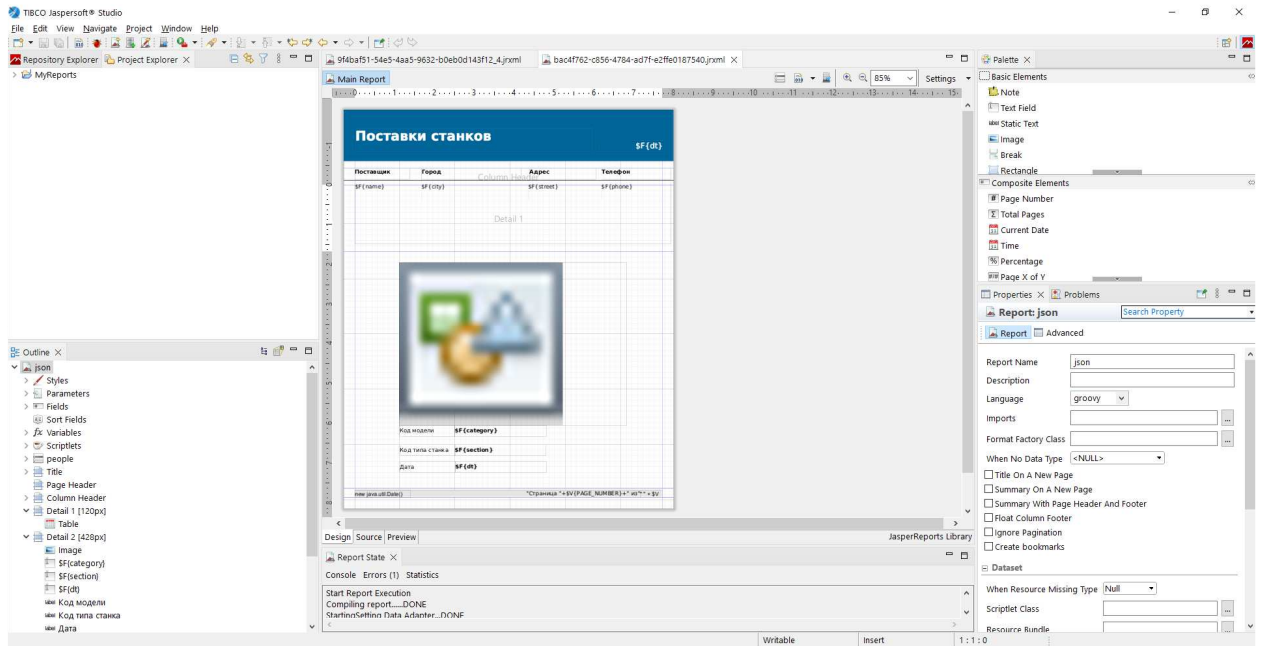 TIBCO Jaspersoft® Studio
File Edit View Navigate Project Window Help
Repository Explorer Project Explorer
MyReports
9f4baf51-54e5-4aa5-9632-b0eb0d143f12_4.jrxml
bac4f762-c856-4784-ad7f-e2ffe0187540.jrxml
Main Report
85%
Settings
Поставки станков
$F{dt}
Поставщик Город Адрес Телефон
Column Header
$F{name} $F{city} $F{street} $F{phone}
Detail 1
Код модели $F{category}
Код типа станка $F{section}
Дата $F{dt}
new java.util.Date() "Страница "+$V{PAGE_NUMBER}+" из"+" "+ $V
Design Source Preview
JasperReports Library
Report State
Console Errors (1) Statistics
Start Report Execution
Compiling report......DONE
StartingSetting Data Adapter...DONE
Writable Insert 1 : 1 : 0
Outline
json
Styles
Parameters
Fields
Sort Fields
fx Variables
Scriptlets
people
Title
Page Header
Column Header
Detail 1 [120px]
Table
Detail 2 [428px]
Image
$F{category}
$F{section}
$F{dt}
label Код модели
label Код типа станка
label Дата
Palette
Basic Elements
Note
Text Field
label Static Text
Image
Break
Rectangle
Composite Elements
# Page Number
Σ Total Pages
Current Date
Time
% Percentage
#/# Page X of Y
Properties Problems
Report: json
Search Property
Report Advanced
Report Name json
Description
Language groovy
Imports ...
Format Factory Class ...
When No Data Type <NULL>
Title On A New Page
Summary On A New Page
Summary With Page Header And Footer
Float Column Footer
Ignore Pagination
Create bookmarks
Dataset
When Resource Missing Type Null
Scriptlet Class ...
Resource Bundle ...